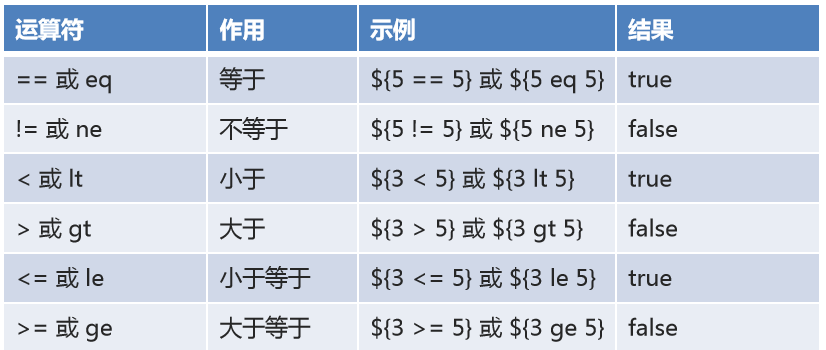 运算符 作用 示例 结果
== 或 eq 等于 ${5 == 5} 或 ${5 eq 5} true
!= 或 ne 不等于 ${5 != 5} 或 ${5 ne 5} false
< 或 lt 小于 ${3 < 5} 或 ${3 lt 5} true
> 或 gt 大于 ${3 > 5} 或 ${3 gt 5} false
<= 或 le 小于等于 ${3 <= 5} 或 ${3 le 5} true
>= 或 ge 大于等于 ${3 >= 5} 或 ${3 ge 5} false